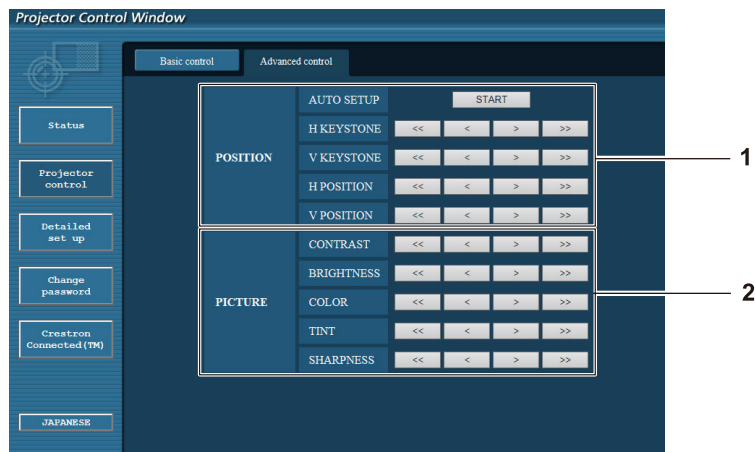 Projector Control Window
Basic control Advanced control
Status
Projector
control
Detailed
set up
Change
password
Crestron
Connected(TM)
JAPANESE
POSITION
AUTO SETUP START
H KEYSTONE << < > >>
V KEYSTONE << < > >>
H POSITION << < > >>
V POSITION << < > >>
1
PICTURE
CONTRAST << < > >>
BRIGHTNESS << < > >>
COLOR << < > >>
TINT << < > >>
SHARPNESS << < > >>
2